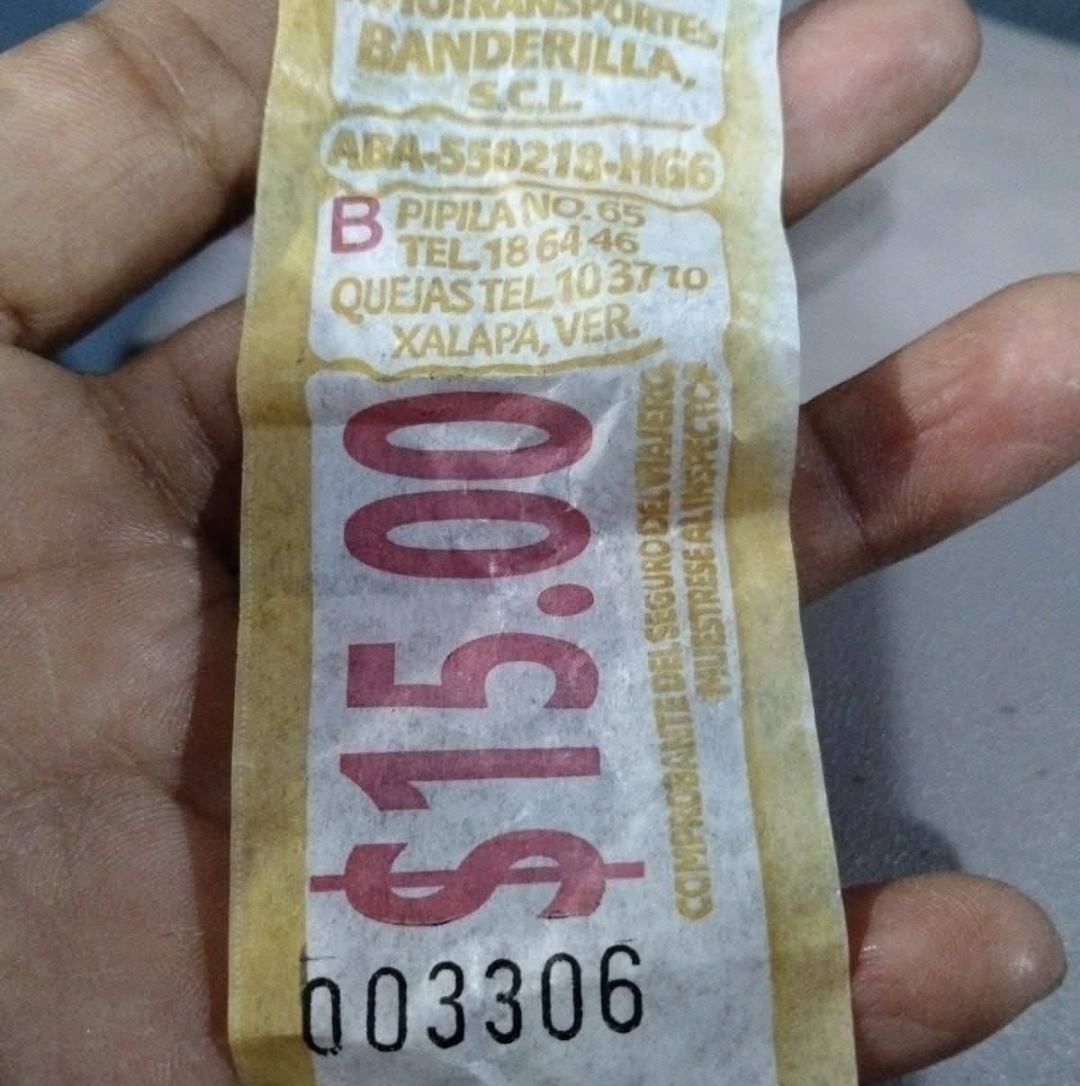 AUTOTRANSPORTES
BANDERILLA,
S.C.L.
ABA-550218-HG6
B PIPILA NO. 65
TEL. 18 64 46
QUEJAS TEL. 10 37 10
XALAPA, VER.
$15.00
COMPROBANTE DEL SEGURO DEL VIAJERO
MUESTRESE AL INSPECTOR
003306